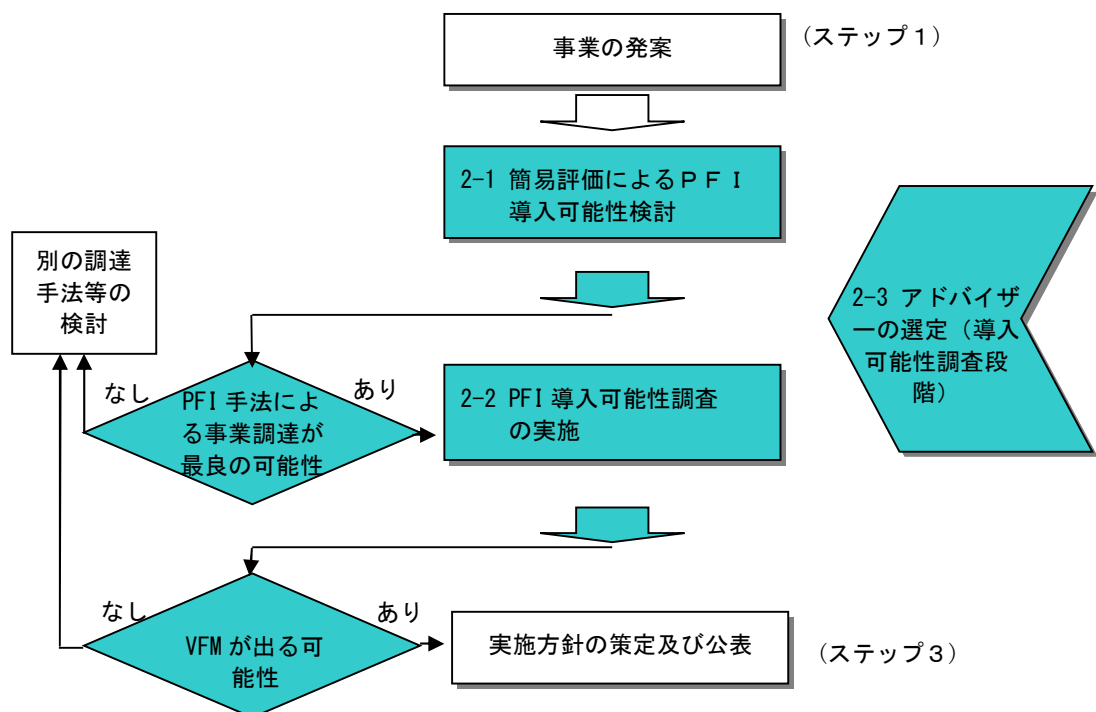 事業の発案
（ステップ１）
2-1 簡易評価によるＰＦＩ
導入可能性検討
別の調達
手法等の
検討
2-3 アドバイザ
ーの選定（導入
可能性調査段
階）
なし
あり
PFI 手法によ
る事業調達が
最良の可能性
2-2 PFI 導入可能性調査
の実施
なし
あり
VFM が出る可
能性
実施方針の策定及び公表
（ステップ３）